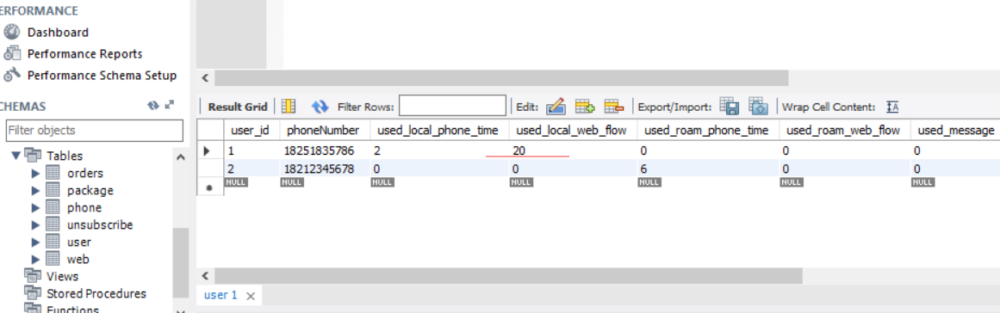 ERFORMANCE
Dashboard
Performance Reports
Performance Schema Setup
CHEMAS
Filter objects
Tables
orders
package
phone
unsubscribe
user
web
Views
Stored Procedures
Functions
Result Grid Filter Rows: Edit: Export/Import: Wrap Cell Content: IA
user_id phoneNumber used_local_phone_time used_local_web_flow used_roam_phone_time used_roam_web_flow used_message
1 18251835786 2 20 0 0 0
2 18212345678 0 0 6 0 0
NULL NULL NULL NULL NULL NULL NULL
user 1